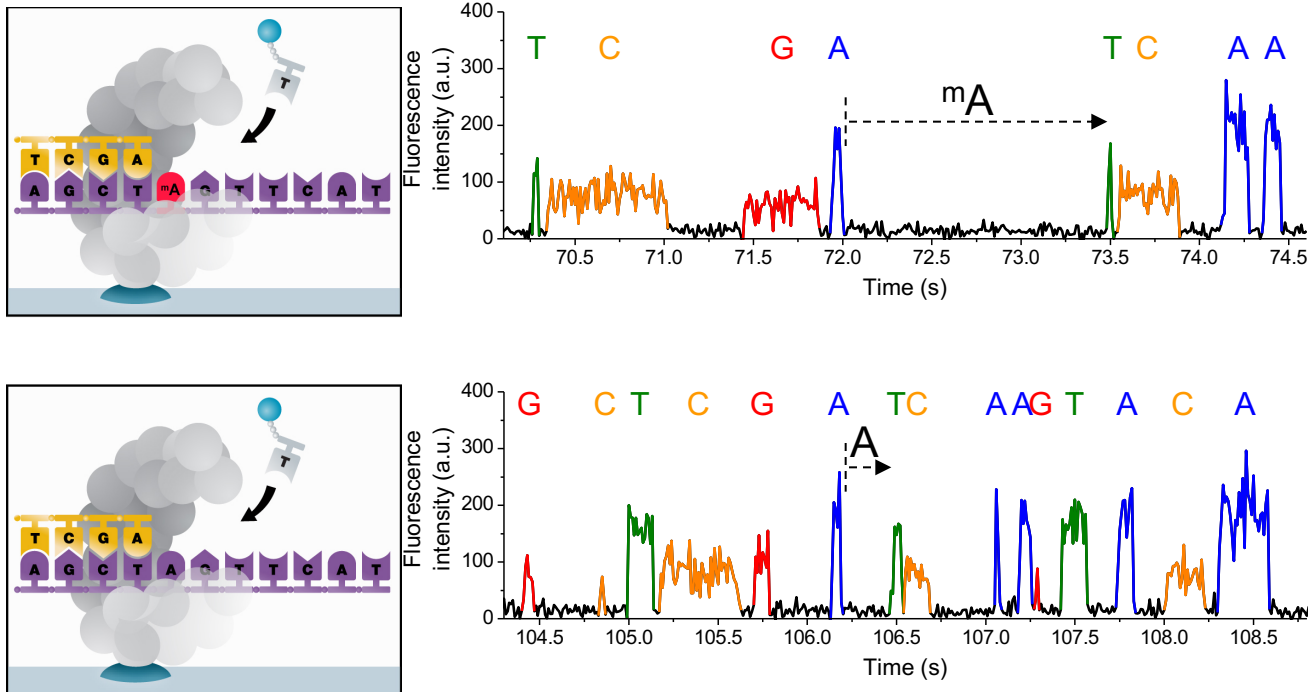 T
T C G A
A G C T mA G T T C A T
Fluorescence
intensity (a.u.)
400
300
200
100
0
T C G A T C A A
mA
70.5 71.0 71.5 72.0 72.5 73.0 73.5 74.0 74.5
Time (s)
T
T C G A
A G C T A G T T C A T
Fluorescence
intensity (a.u.)
400
300
200
100
0
G C T C G A T C A A G T A C A
A
104.5 105.0 105.5 106.0 106.5 107.0 107.5 108.0 108.5
Time (s)